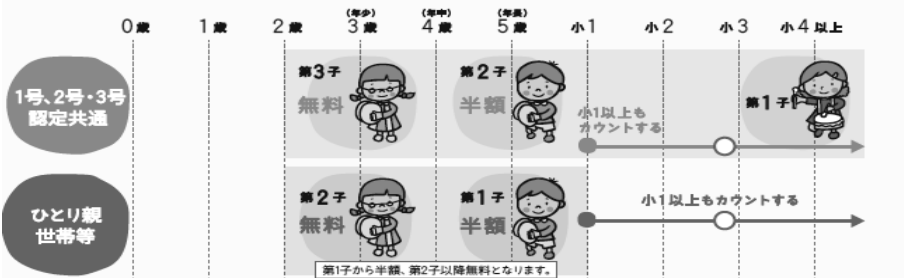 (年少) (年中) (年長)
0歳 1歳 2歳 3歳 4歳 5歳 小1 小2 小3 小4以上
1号、2号・3号
認定共通
第3子
無料
第2子
半額
小1以上も
カウントする
第1子
ひとり親
世帯等
第2子
無料
第1子
半額
小1以上もカウントする
第1子から半額、第2子以降無料となります。